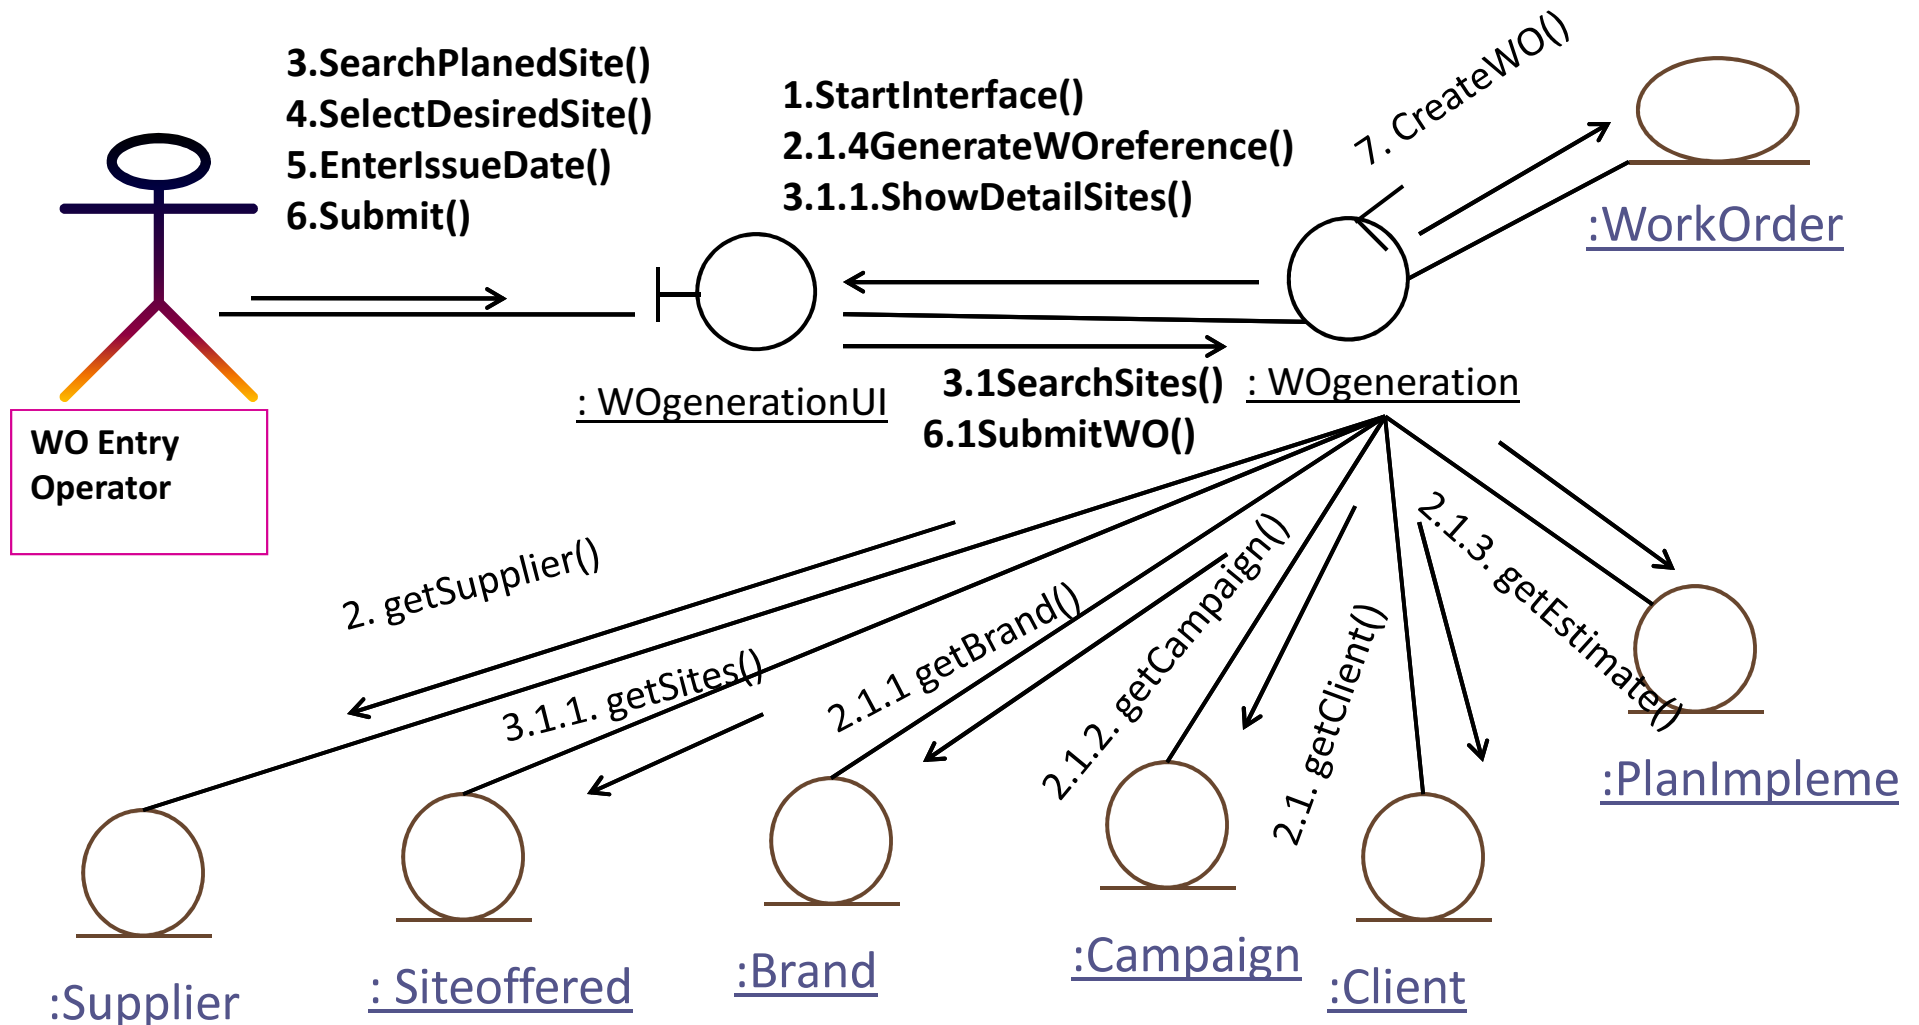 3.SearchPlanedSite()
4.SelectDesiredSite()
5.EnterIssueDate()
6.Submit()
1.StartInterface()
2.1.4GenerateWOreference()
3.1.1.ShowDetailSites()
7. CreateWO()
:WorkOrder
: WOgenerationUI
3.1SearchSites()
6.1SubmitWO()
: WOgeneration
WO Entry
Operator
2. getSupplier()
3.1.1. getSites()
2.1.1 getBrand()
2.1.2. getCampaign()
2.1. getClient()
2.1.3. getEstimate()
:PlanImpleme
:Supplier
: Siteoffered
:Brand
:Campaign
:Client